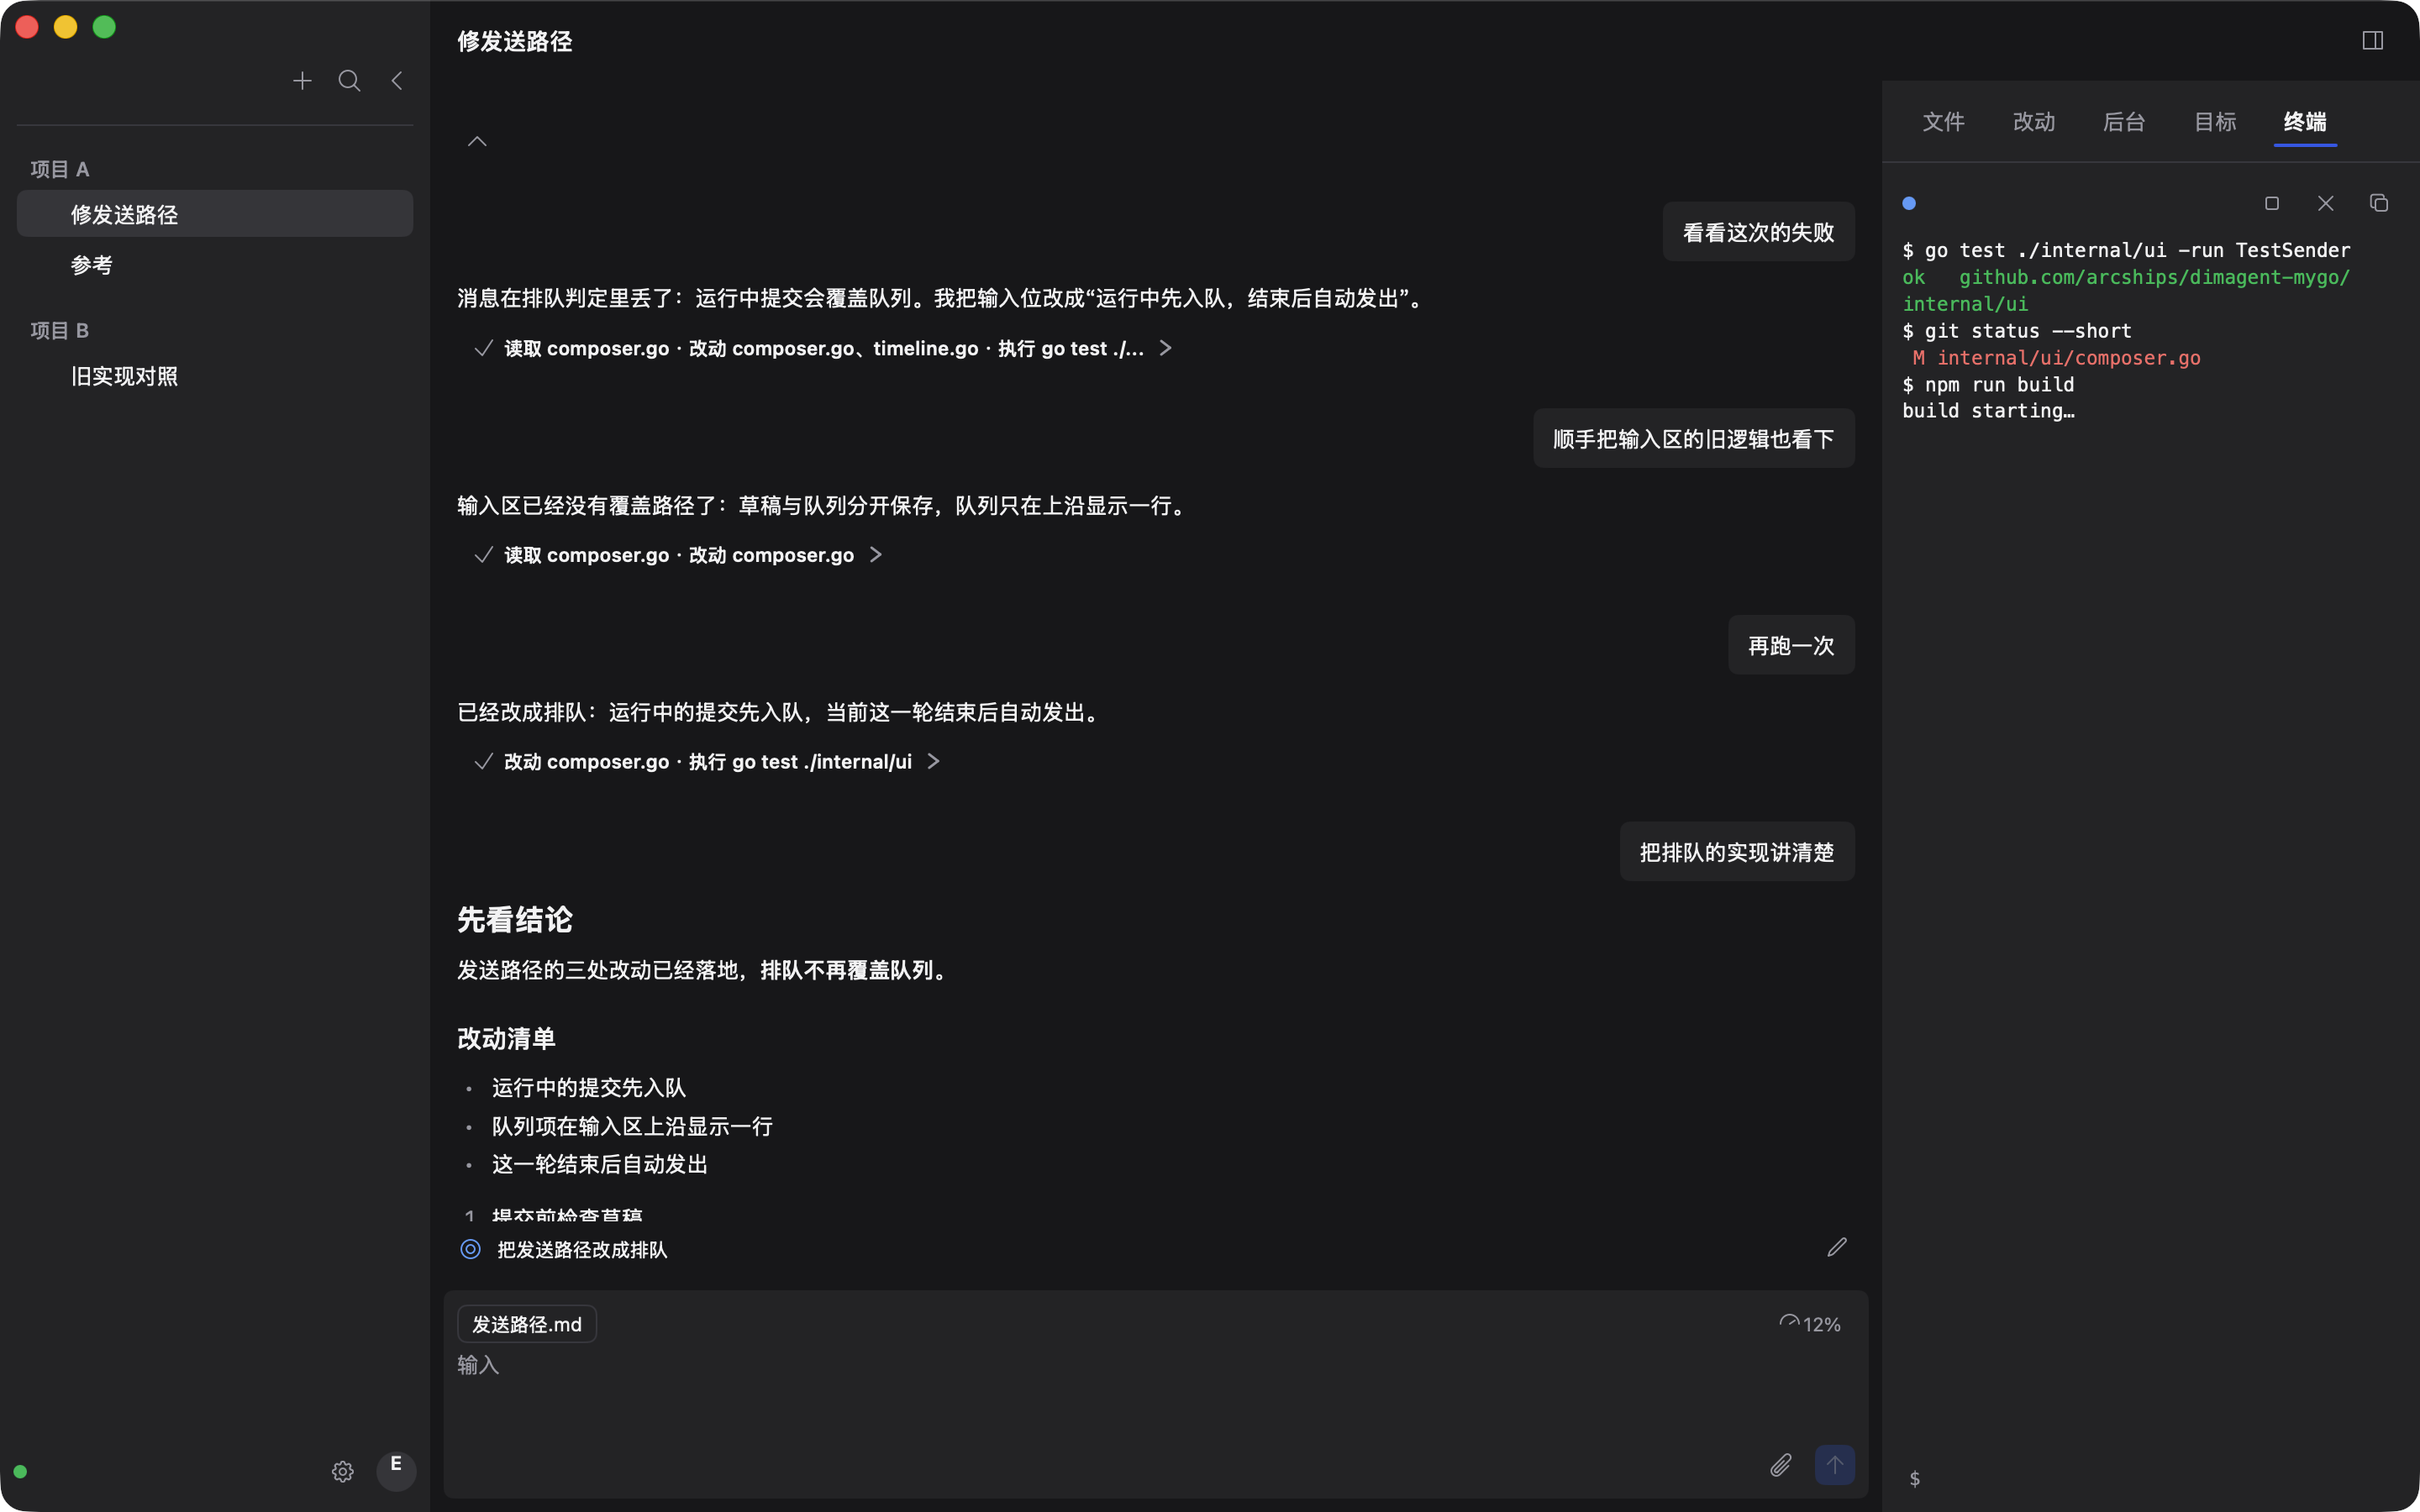 修发送路径
项目 A
修发送路径
参考
项目 B
旧实现对照
E
看看这次的失败
消息在排队判定里丢了：运行中提交会覆盖队列。我把输入位改成“运行中先入队，结束后自动发出”。
读取 composer.go · 改动 composer.go、timeline.go · 执行 go test ./...
顺手把输入区的旧逻辑也看下
输入区已经没有覆盖路径了：草稿与队列分开保存，队列只在上沿显示一行。
读取 composer.go · 改动 composer.go
再跑一次
已经改成排队：运行中的提交先入队，当前这一轮结束后自动发出。
改动 composer.go · 执行 go test ./internal/ui
把排队的实现讲清楚
先看结论
发送路径的三处改动已经落地，排队不再覆盖队列。
改动清单
• 运行中的提交先入队
• 队列项在输入区上沿显示一行
• 这一轮结束后自动发出
1 提交前检查草稿
把发送路径改成排队
发送路径.md
12%
输入
文件 改动 后台 目标 终端
$ go test ./internal/ui -run TestSender
ok github.com/arcships/dimagent-mygo/
internal/ui
$ git status --short
M internal/ui/composer.go
$ npm run build
build starting…
$